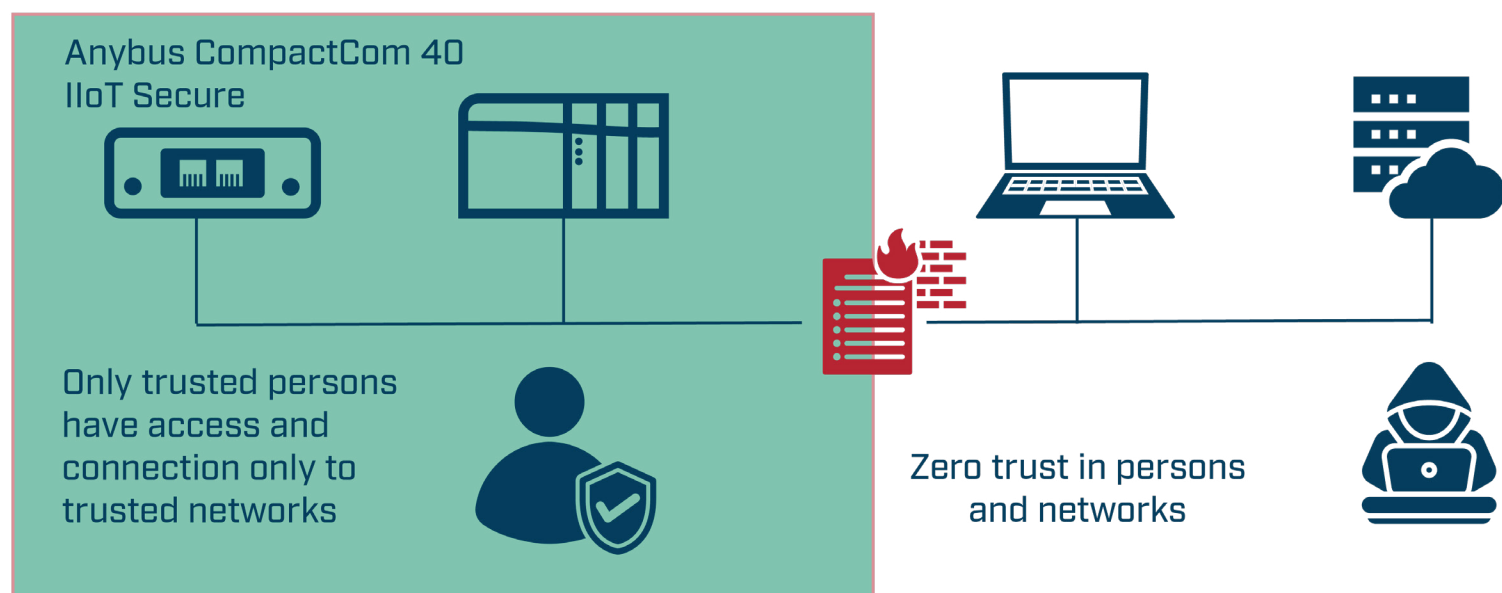 Anybus CompactCom 40
IIoT Secure
Only trusted persons
have access and
connection only to
trusted networks
Zero trust in persons
and networks